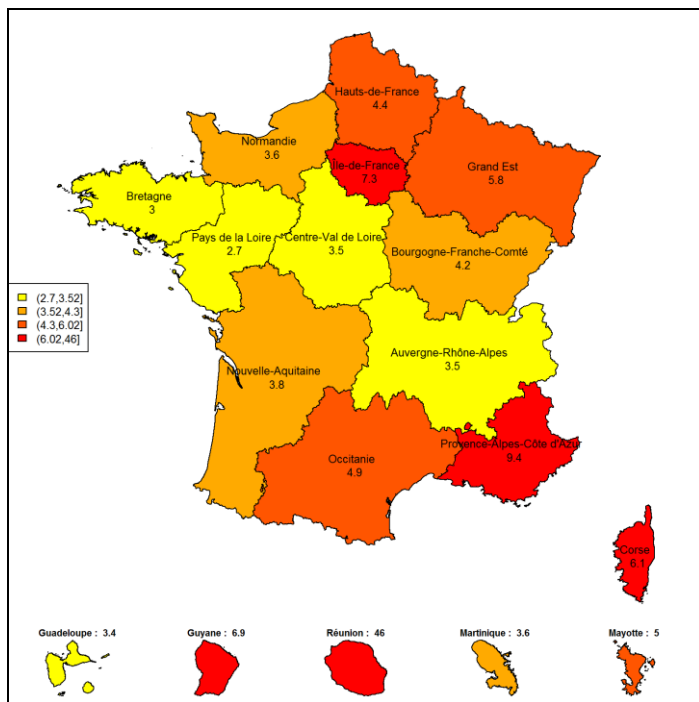 Hauts-de-France
4.4
Normandie
3.6
Île-de-France
7.3
Grand Est
5.8
Bretagne
3
Pays de la Loire
2.7
Centre-Val de Loire
3.5
Bourgogne-Franche-Comté
4.2
(2.7,3.52]
(3.52,4.3]
(4.3,6.02]
(6.02,46]
Auvergne-Rhône-Alpes
3.5
Nouvelle-Aquitaine
3.8
Provence-Alpes-Côte d'Azur
9.4
Occitanie
4.9
Corse
6.1
Guadeloupe : 3.4
Guyane : 6.9
Réunion : 46
Martinique : 3.6
Mayotte : 5